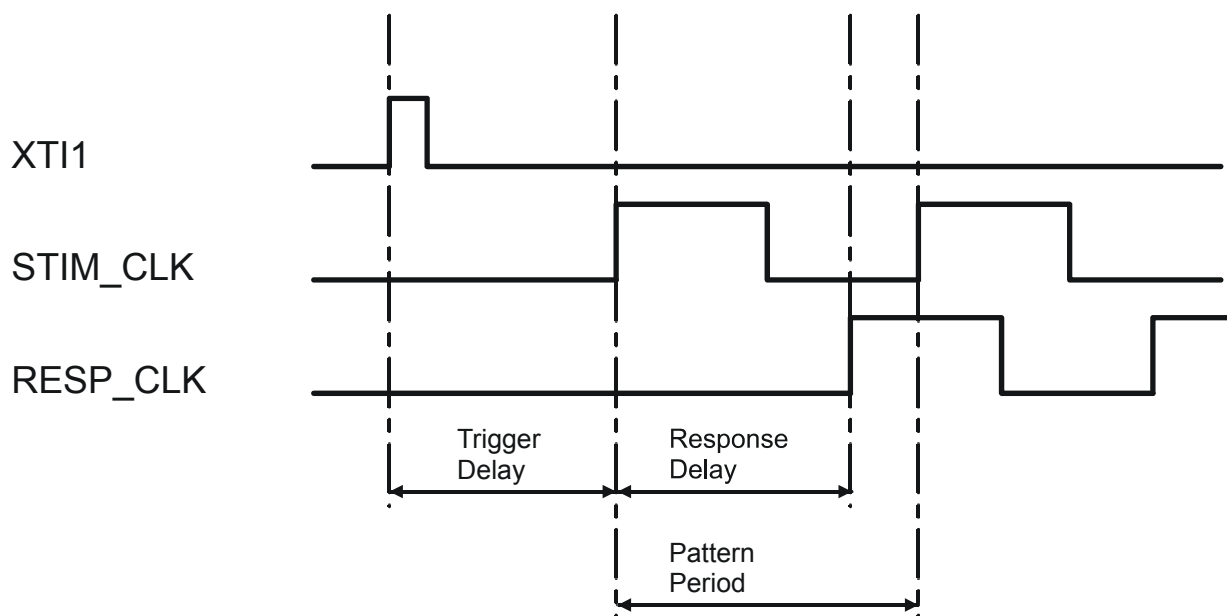 XTI1
STIM_CLK
RESP_CLK
Trigger
Delay
Response
Delay
Pattern
Period